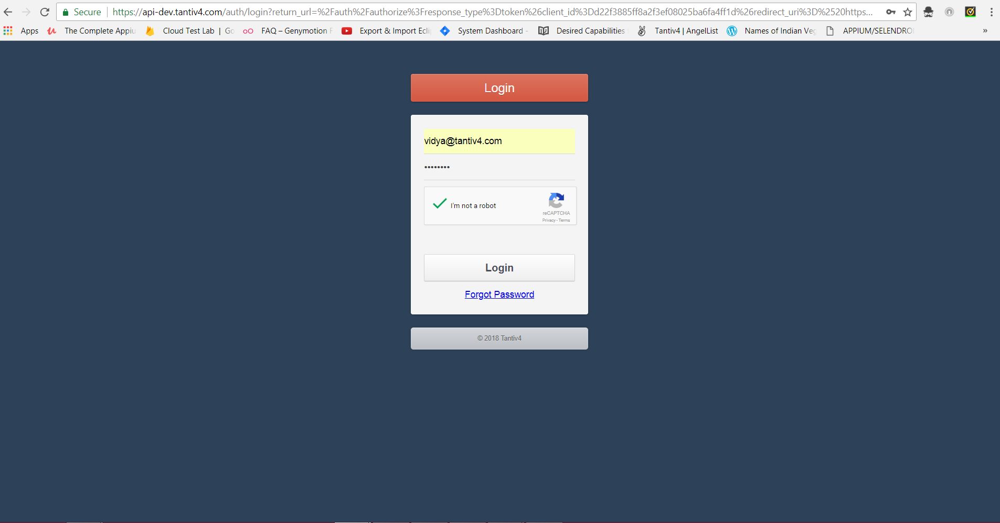 Secure https://api-dev.tantiv4.com/auth/login?return_url=%2Fauth%2Fauthorize%3Fresponse_type%3Dtoken%26client_id%3Dd22f3885ff8a2f3ef08025ba6fa4ff1d%26redirect_uri%3D%2520https...
Apps The Complete Appiu Cloud Test Lab | Go FAQ – Genymotion F Export & Import Ecli System Dashboard - Desired Capabilities Tantiv4 | AngelList Names of Indian Veg APPIUM/SELENDRO »
Login
vidya@tantiv4.com
••••••••
I'm not a robot
reCAPTCHA
Privacy - Terms
Login
Forgot Password
© 2018 Tantiv4